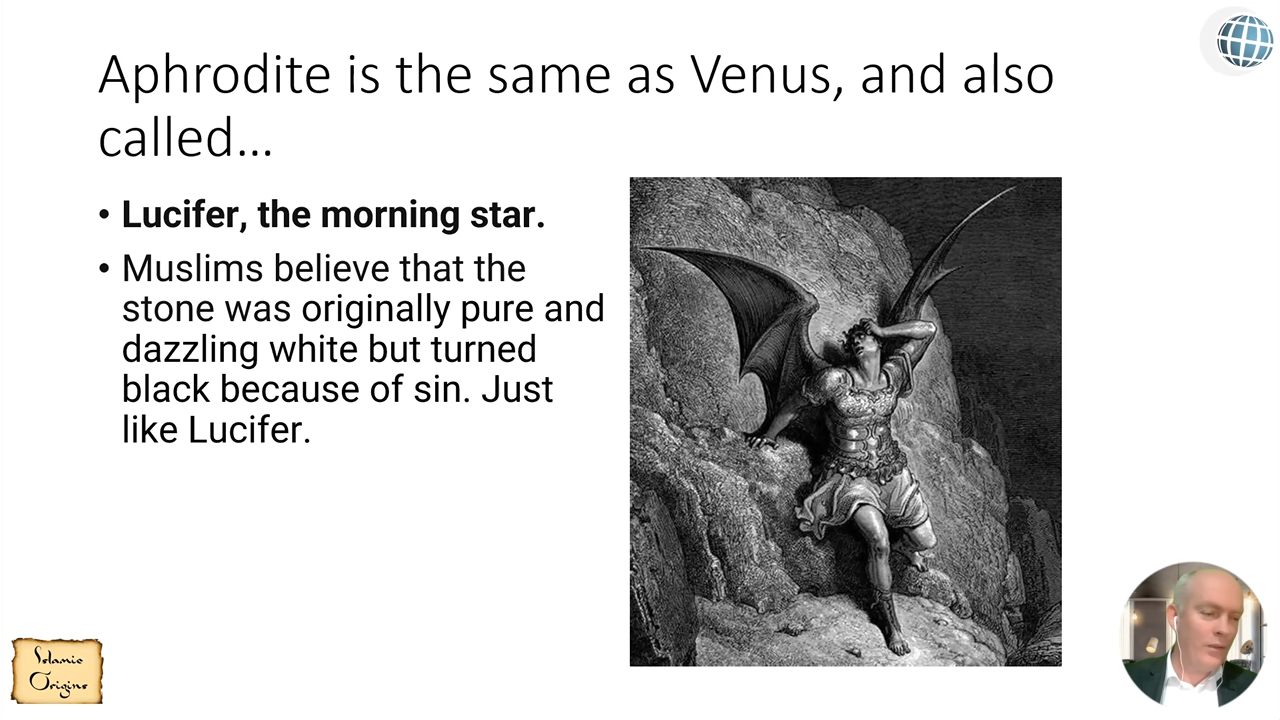 Aphrodite is the same as Venus, and also
called...
• Lucifer, the morning star.
• Muslims believe that the
stone was originally pure and
dazzling white but turned
black because of sin. Just
like Lucifer.
Islamic
Origins